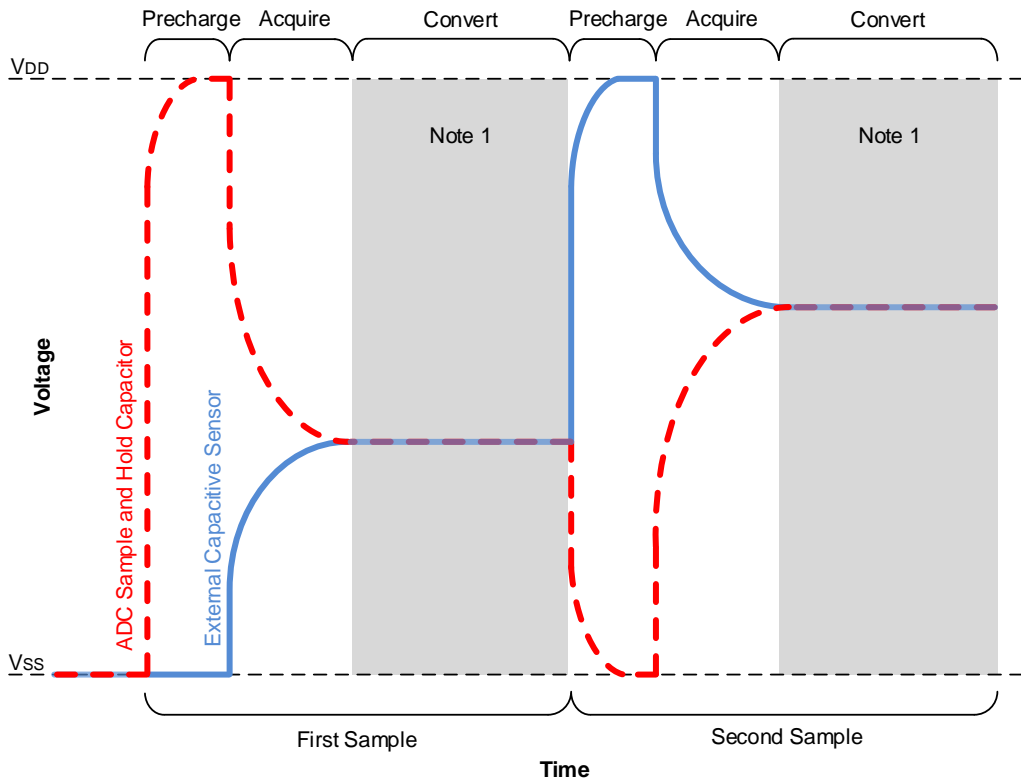 Precharge Acquire Convert Precharge Acquire Convert
VDD
Note 1 Note 1
Voltage
ADC Sample and Hold Capacitor
External Capacitive Sensor
VSS
First Sample Second Sample
Time